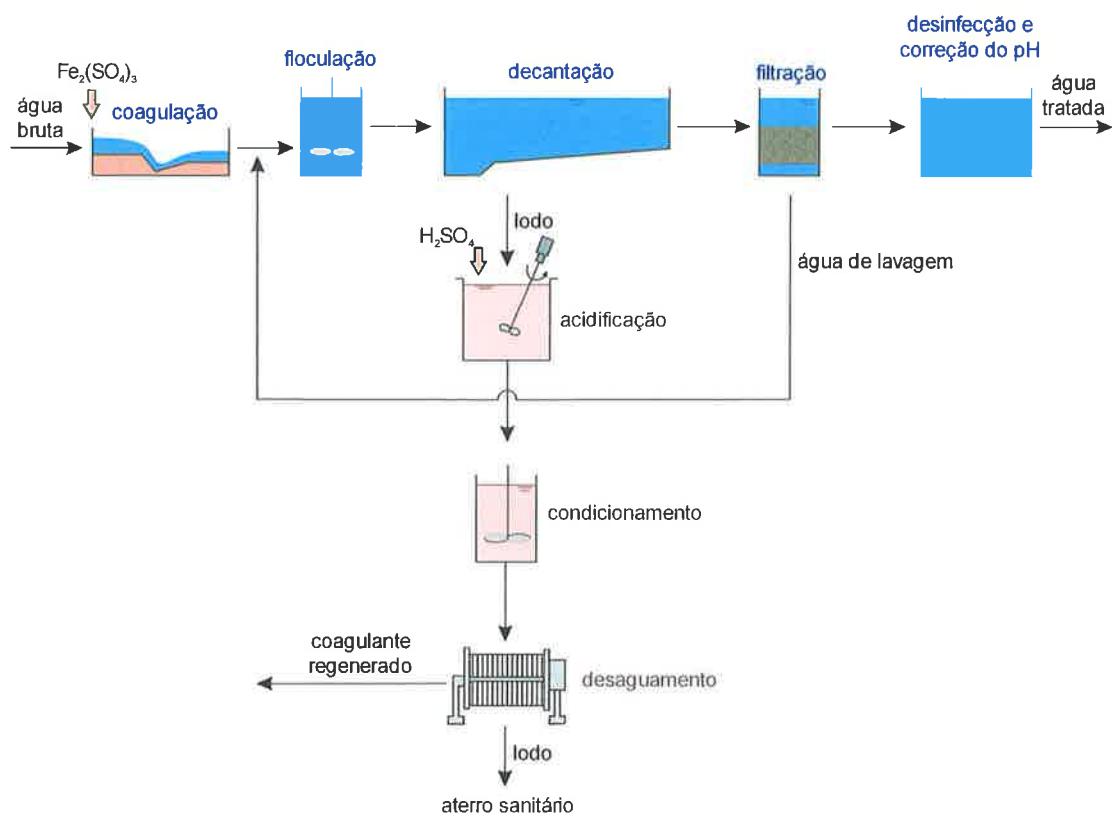 desinfecção e
correção do pH
floculação
decantação
filtração
Fe₂(SO₄)₃
água
bruta
coagulação
água
tratada
lodo
H₂SO₄
água de lavagem
acidificação
condicionamento
coagulante
regenerado
desaguamento
lodo
aterro sanitário